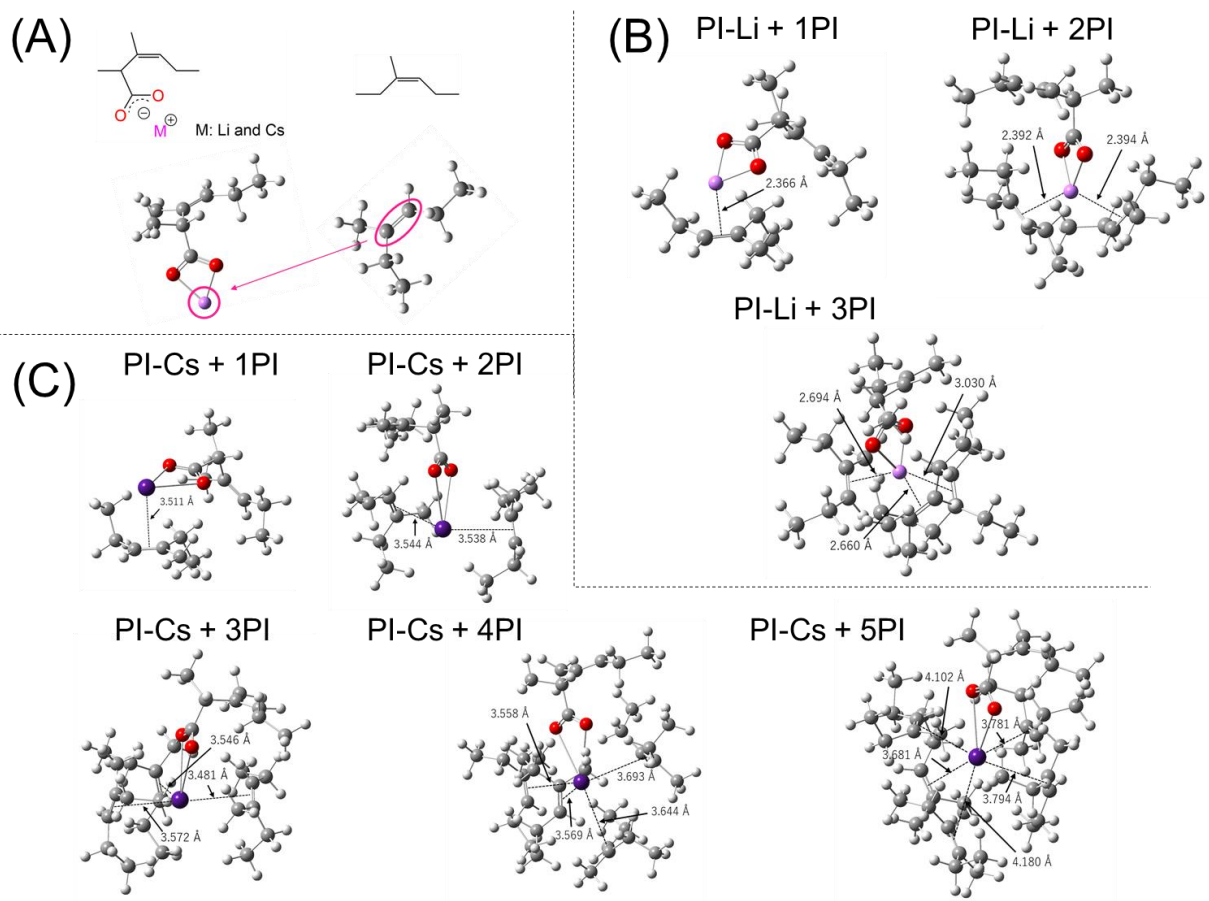 (A)
O
O
⊖
M⊕
M: Li and Cs
(B)
PI-Li + 1PI
2.366 Å
PI-Li + 2PI
2.392 Å
2.394 Å
PI-Li + 3PI
2.694 Å
3.030 Å
2.660 Å
(C)
PI-Cs + 1PI
3.511 Å
PI-Cs + 2PI
3.544 Å
3.538 Å
PI-Cs + 3PI
3.546 Å
3.481 Å
3.572 Å
PI-Cs + 4PI
3.558 Å
3.693 Å
3.569 Å
3.644 Å
PI-Cs + 5PI
4.102 Å
3.781 Å
3.681 Å
3.794 Å
4.180 Å